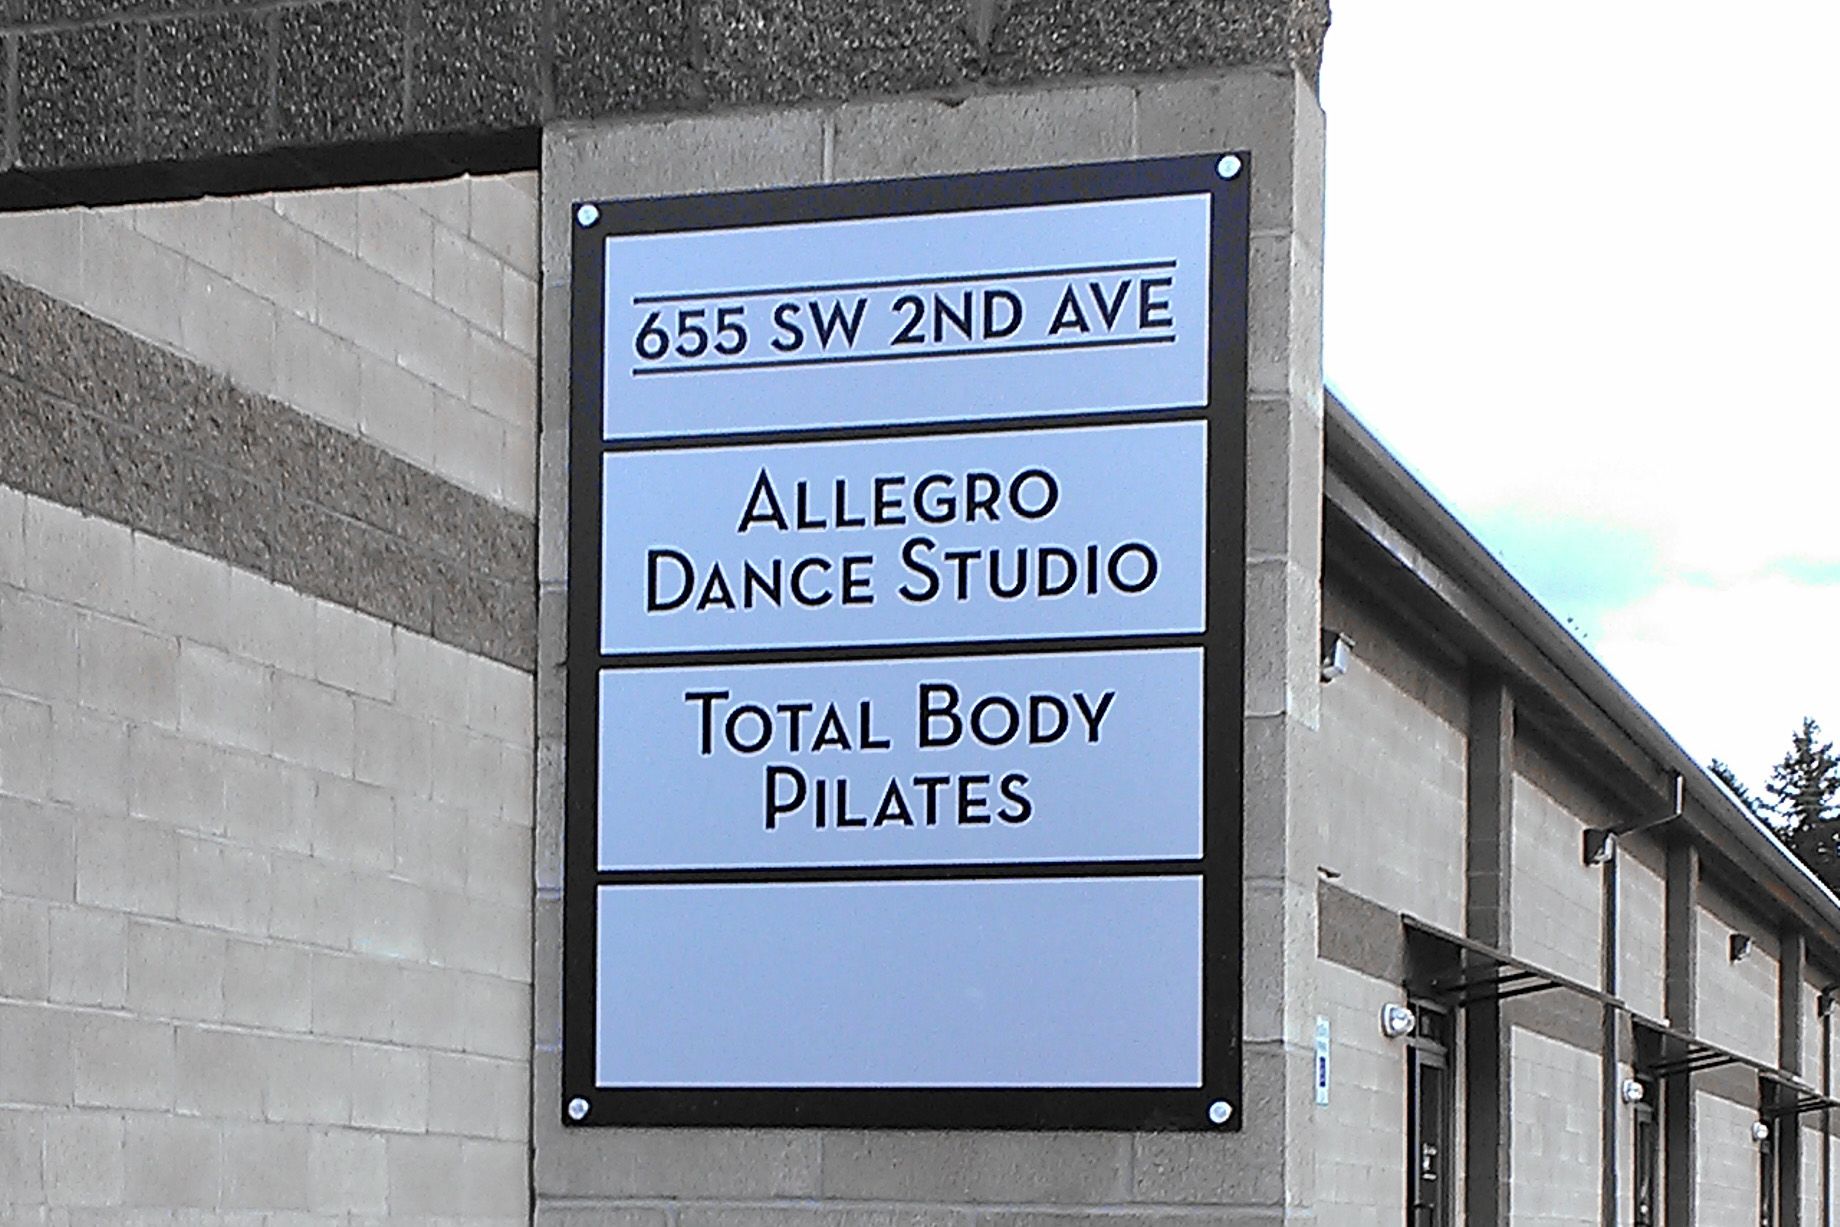 655 SW 2ND AVE
ALLEGRO
DANCE STUDIO
TOTAL BODY
PILATES